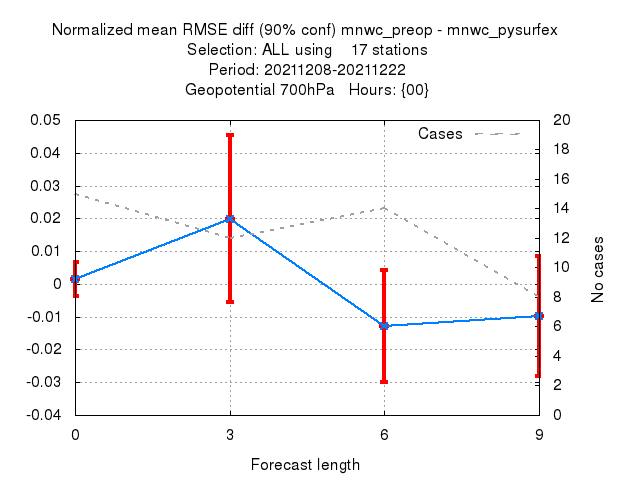 Normalized mean RMSE diff (90% conf) mnwc_preop - mnwc_pysurfex
Selection: ALL using    17 stations
Period: 20211208-20211222
Geopotential 700hPa   Hours: {00}
0.05 20
Cases
0.04 18
0.03 16
0.02 14
0.01 12
0 10
-0.01 8
-0.02 6
-0.03 4
-0.04 2
0
No cases
0 3 6 9
Forecast length